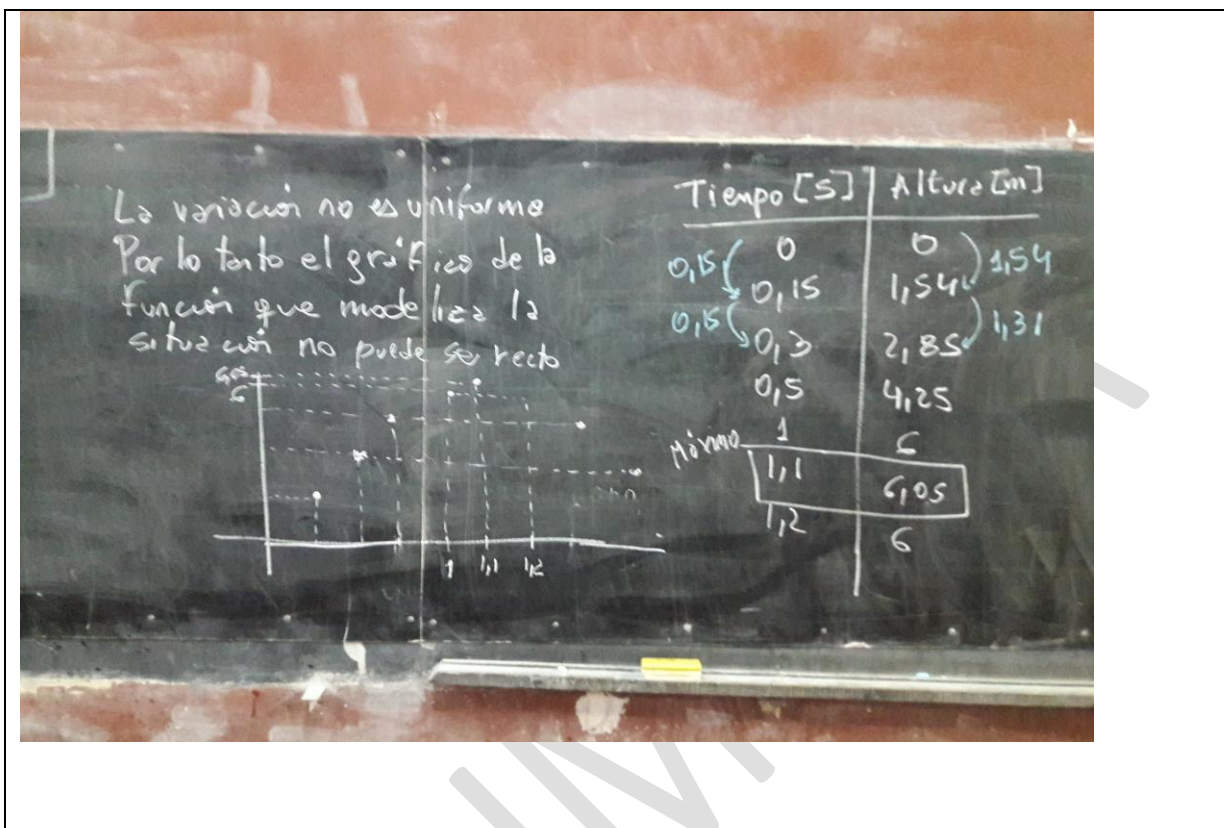 La variación no es uniforme
Por lo tanto el gráfico de la
función que modeliza la
situación no puede ser recto
6,05
6
1 1,1 1,2
Tiempo [s] Altura [m]
0 0
0,15 1,54
0,15 1,54
0,15 1,31
0,3 2,85
0,5 4,25
1 6
Máximo
1,1 6,05
1,2 6